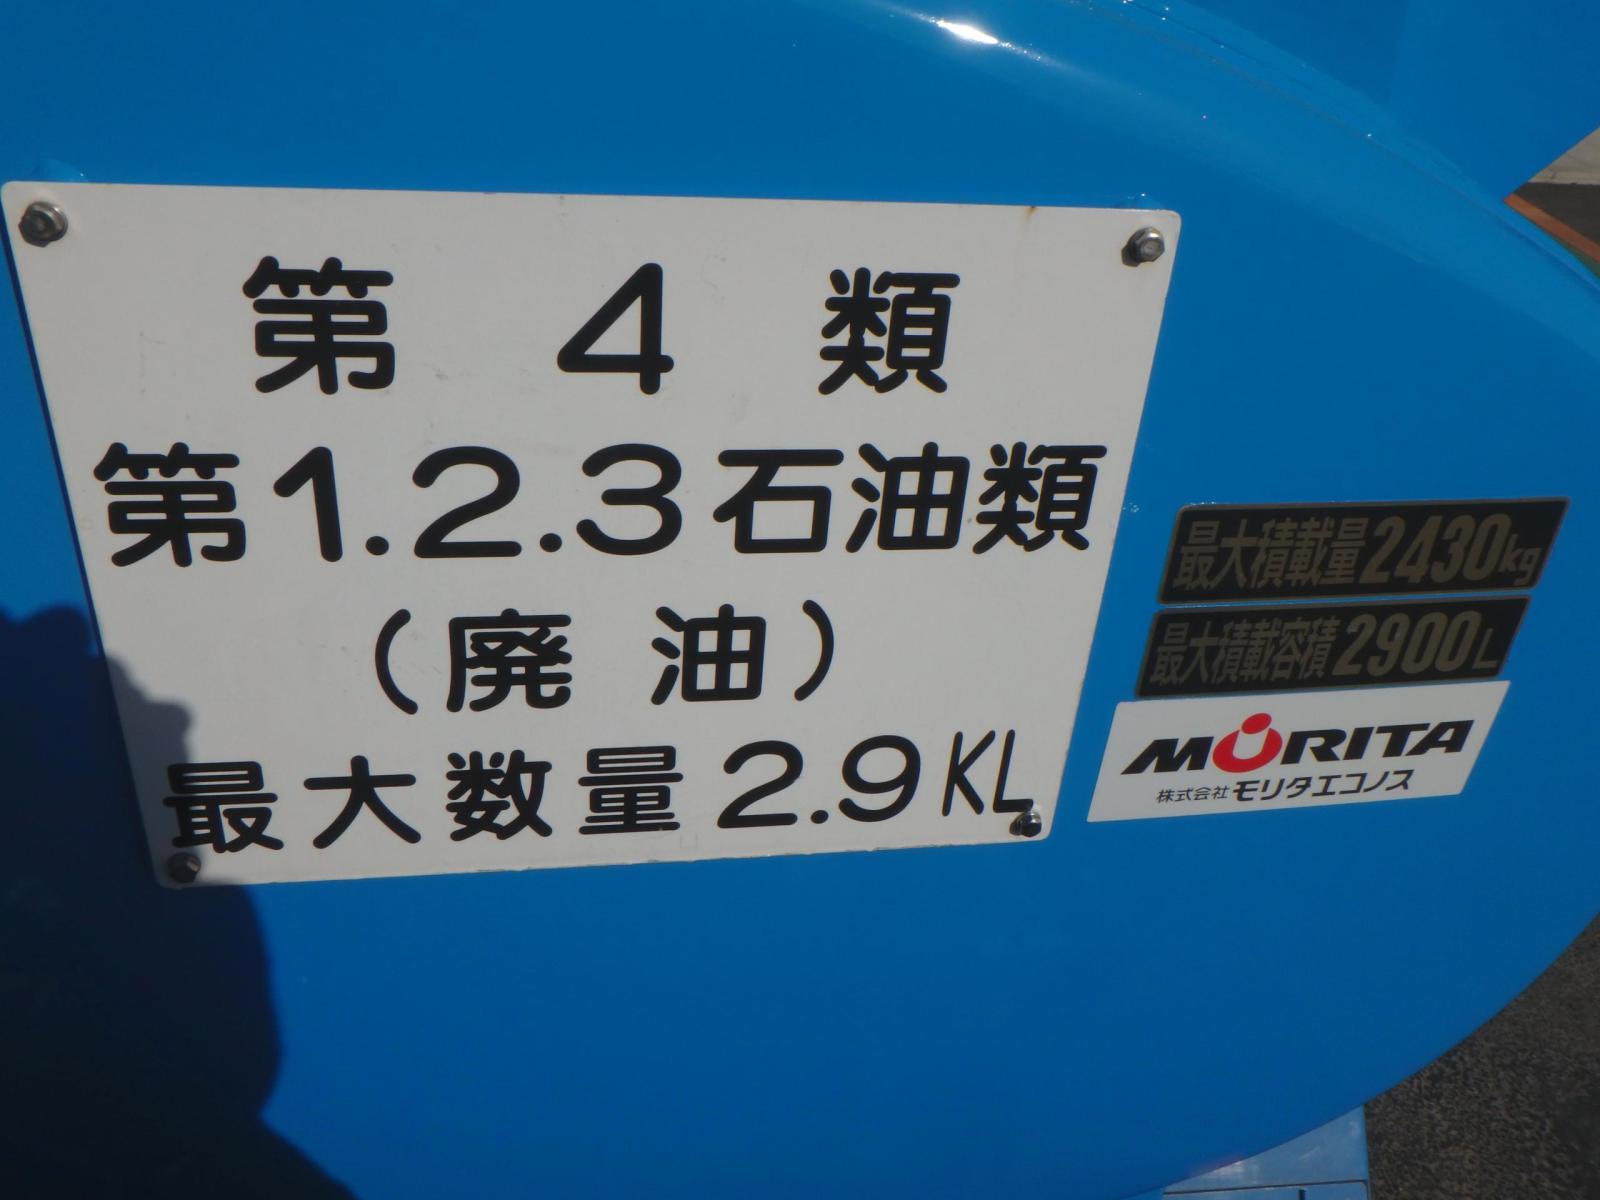 第4類
第1.2.3石油類
(廃油)
最大数量2.9KL
最大積載量2430kg
最大積載容積2900L
MORITA
株式会社モリタエコノス